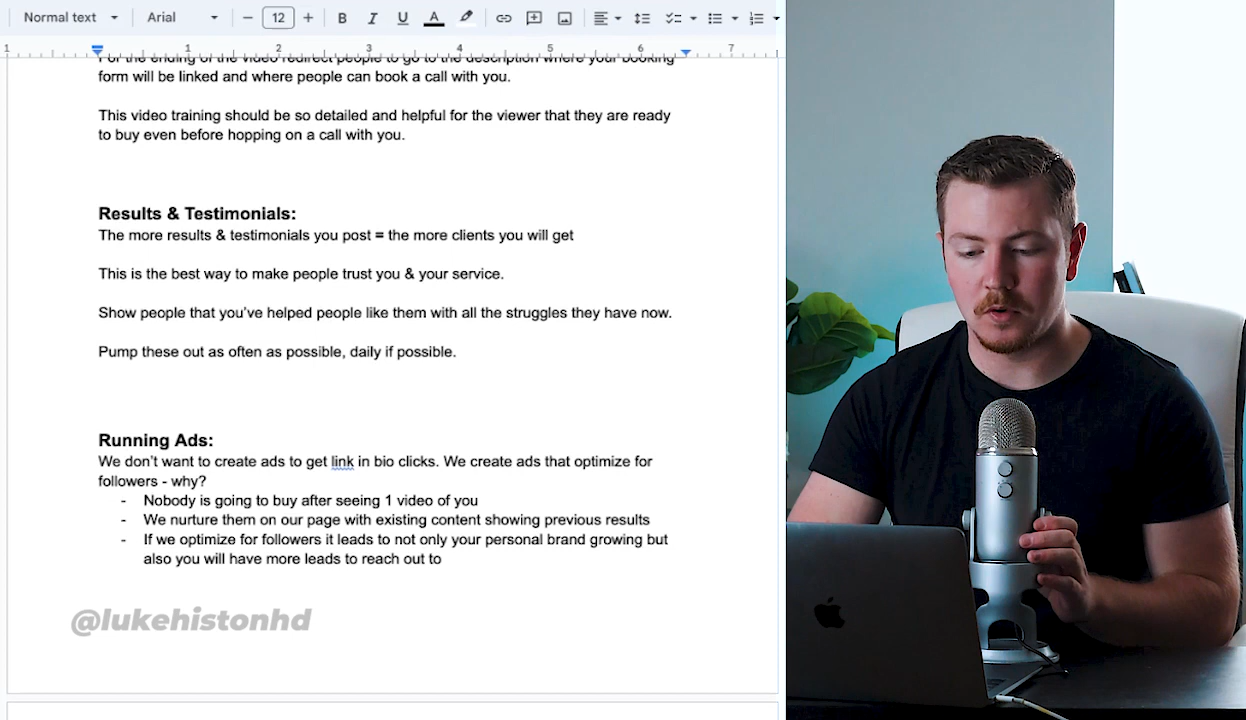 Normal text
Arial
12
B I U A
1 1 2 3 4 5 6 7
For the ending of the video redirect people to go to the description where your booking
form will be linked and where people can book a call with you.
This video training should be so detailed and helpful for the viewer that they are ready
to buy even before hopping on a call with you.
Results & Testimonials:
The more results & testimonials you post = the more clients you will get
This is the best way to make people trust you & your service.
Show people that you've helped people like them with all the struggles they have now.
Pump these out as often as possible, daily if possible.
Running Ads:
We don't want to create ads to get link in bio clicks. We create ads that optimize for
followers - why?
- Nobody is going to buy after seeing 1 video of you
- We nurture them on our page with existing content showing previous results
- If we optimize for followers it leads to not only your personal brand growing but
also you will have more leads to reach out to
@lukehistonhd